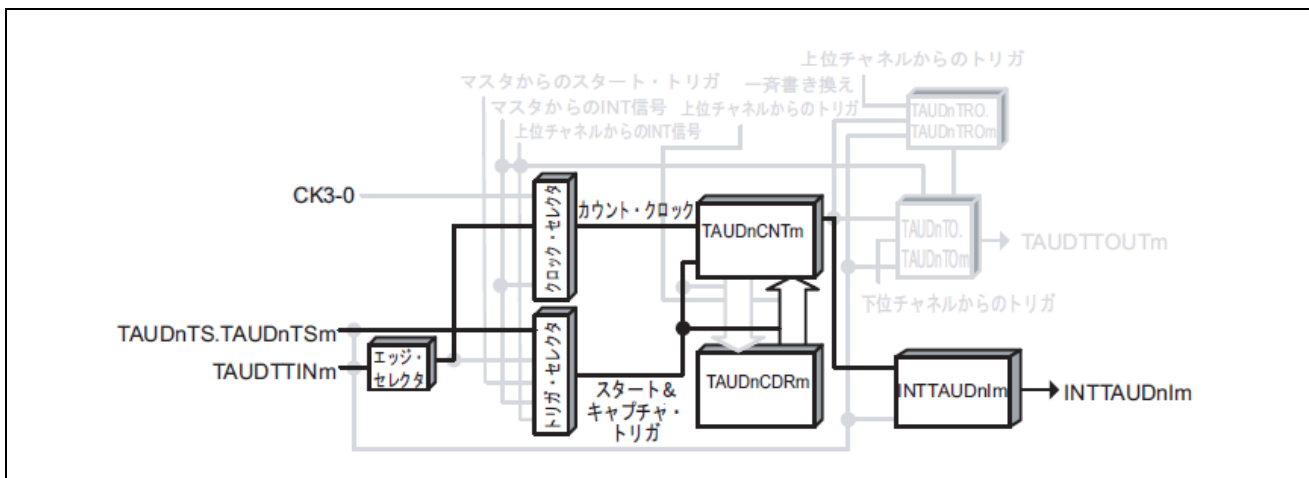 上位チャネルからのトリガ
マスタからのスタート・トリガ 一斉書き換え
マスタからのINT信号 上位チャネルからのトリガ
上位チャネルからのINT信号
TAUDnTRO.
TAUDnTROm
CK3-0
クロック・セレクタ
カウント・クロック
TAUDnCNTm
TAUDnTO.
TAUDnTOm
TAUDTTOUTm
下位チャネルからのトリガ
TAUDnTS.TAUDnTSm
TAUDTTINm
エッジ・
セレクタ
トリガ・セレクタ
スタート&
キャプチャ・
トリガ
TAUDnCDRm
INTTAUDnIm
INTTAUDnIm